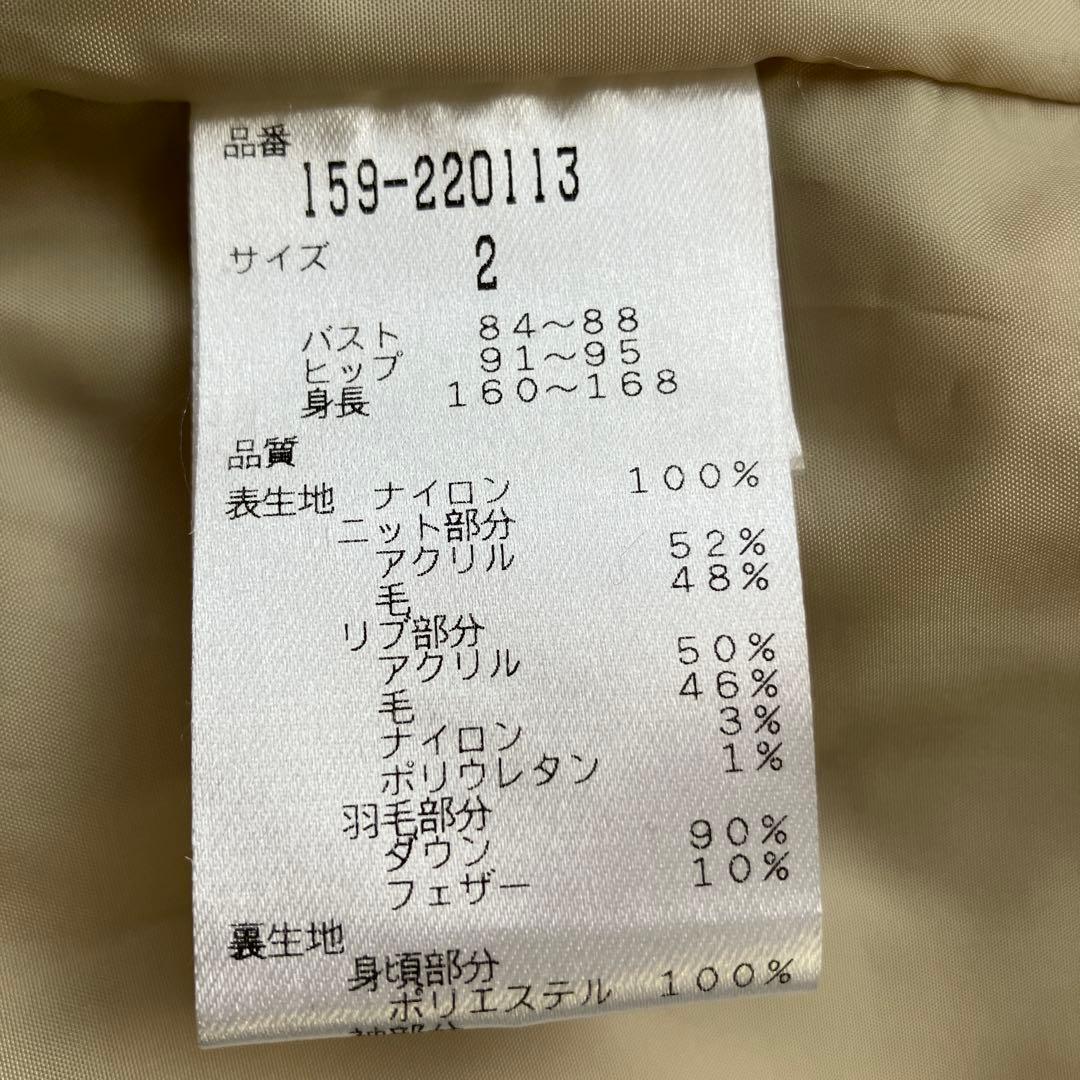 品番
159-220113
サイズ 2
バスト 84～88
ヒップ 91～95
身長 160～168
品質
表生地 ナイロン 100%
ニット部分
アクリル 52%
毛 48%
リブ部分
アクリル 50%
毛 46%
ナイロン 3%
ポリウレタン 1%
羽毛部分
ダウン 90%
フェザー 10%
裏生地
身頃部分
ポリエステル 100%